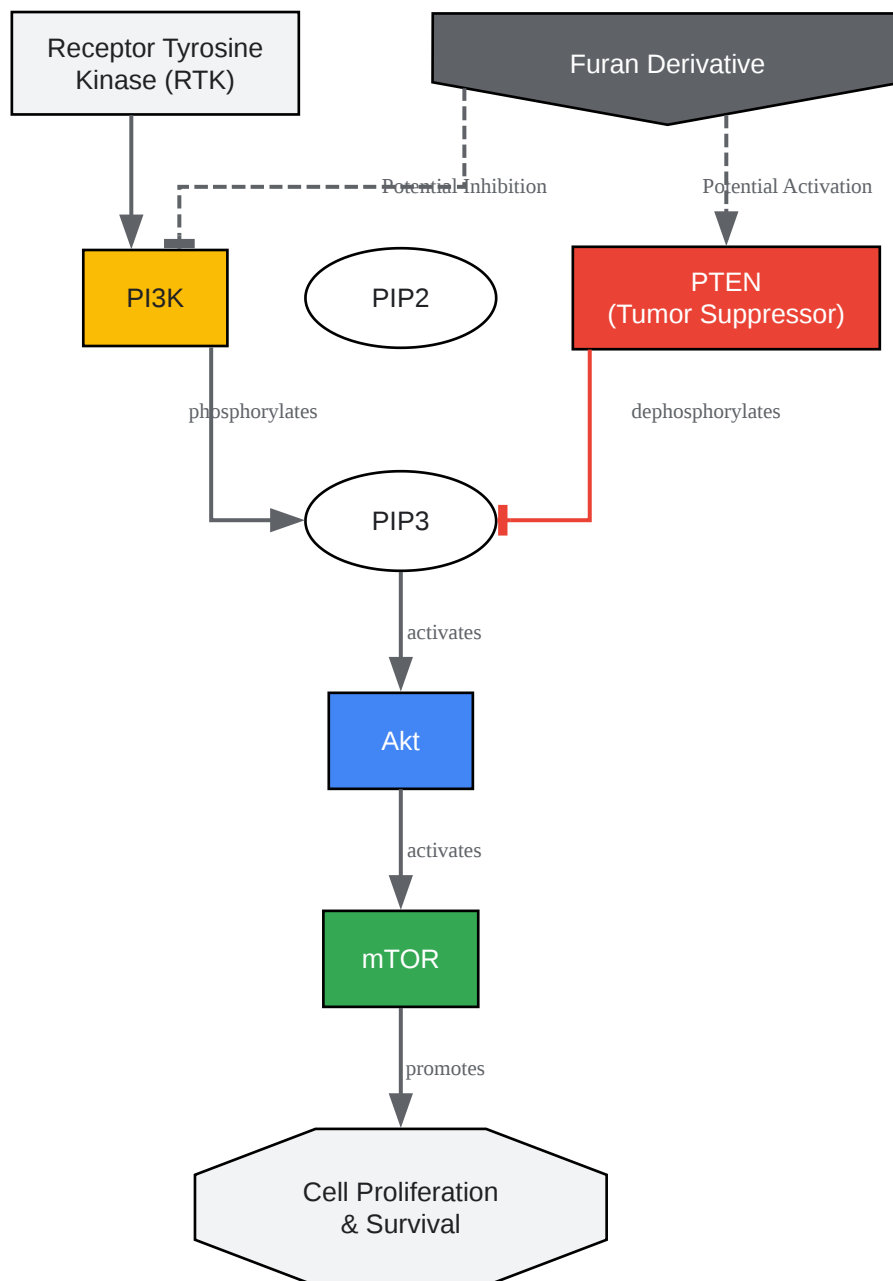 Receptor Tyrosine
Kinase (RTK)
Furan Derivative
Potential Inhibition
Potential Activation
PI3K
PIP2
PTEN
(Tumor Suppressor)
phosphorylates
dephosphorylates
PIP3
activates
Akt
activates
mTOR
promotes
Cell Proliferation
& Survival